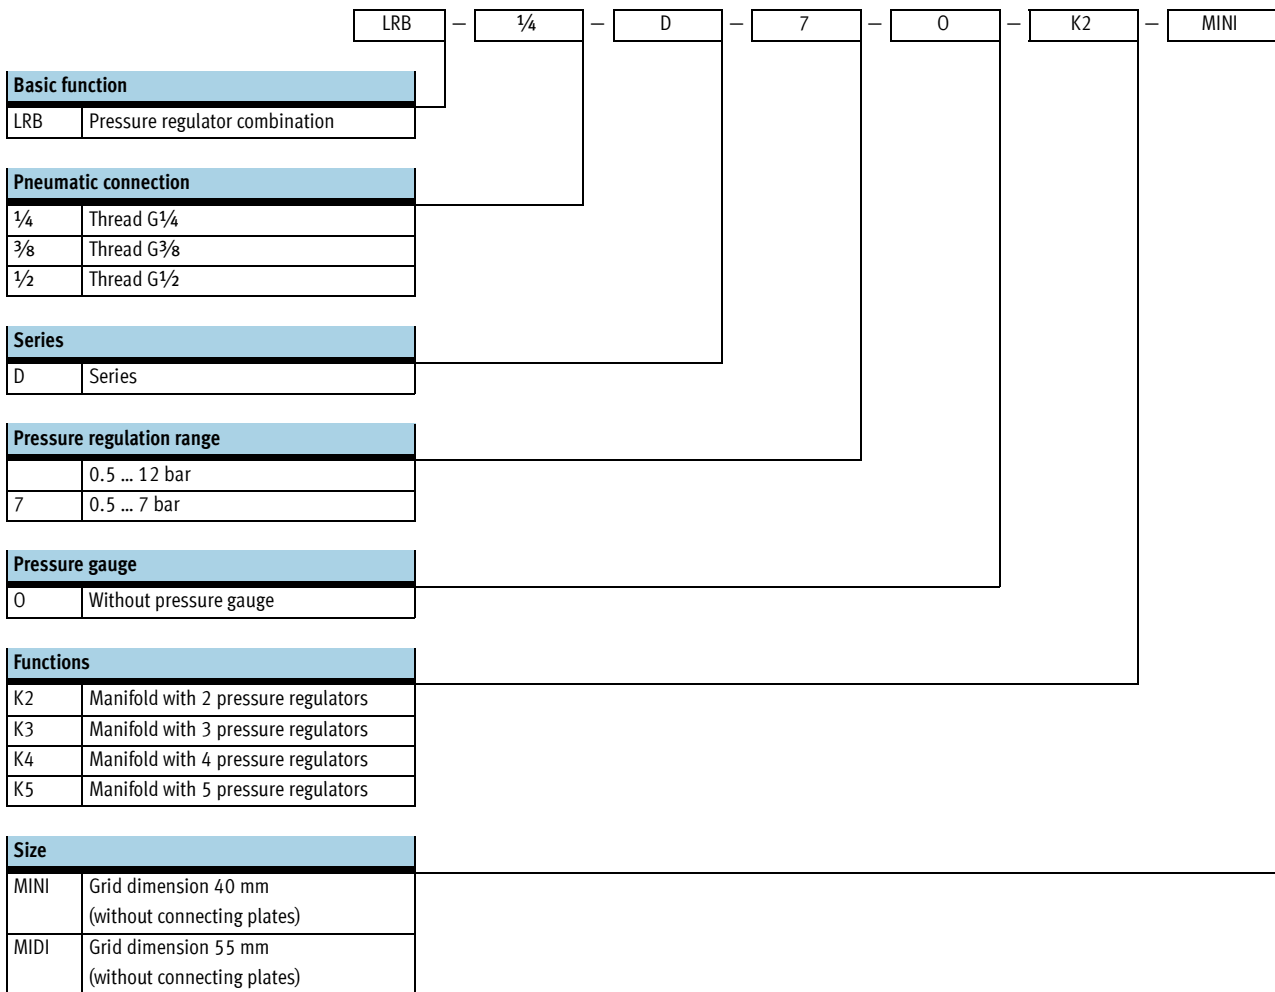 LRB – ¼ – D – 7 – O – K2 – MINI
Basic function
LRB Pressure regulator combination
Pneumatic connection
¼ Thread G¼
⅜ Thread G⅜
½ Thread G½
Series
D Series
Pressure regulation range
0.5 ... 12 bar
7 0.5 ... 7 bar
Pressure gauge
O Without pressure gauge
Functions
K2 Manifold with 2 pressure regulators
K3 Manifold with 3 pressure regulators
K4 Manifold with 4 pressure regulators
K5 Manifold with 5 pressure regulators
Size
MINI Grid dimension 40 mm
(without connecting plates)
MIDI Grid dimension 55 mm
(without connecting plates)